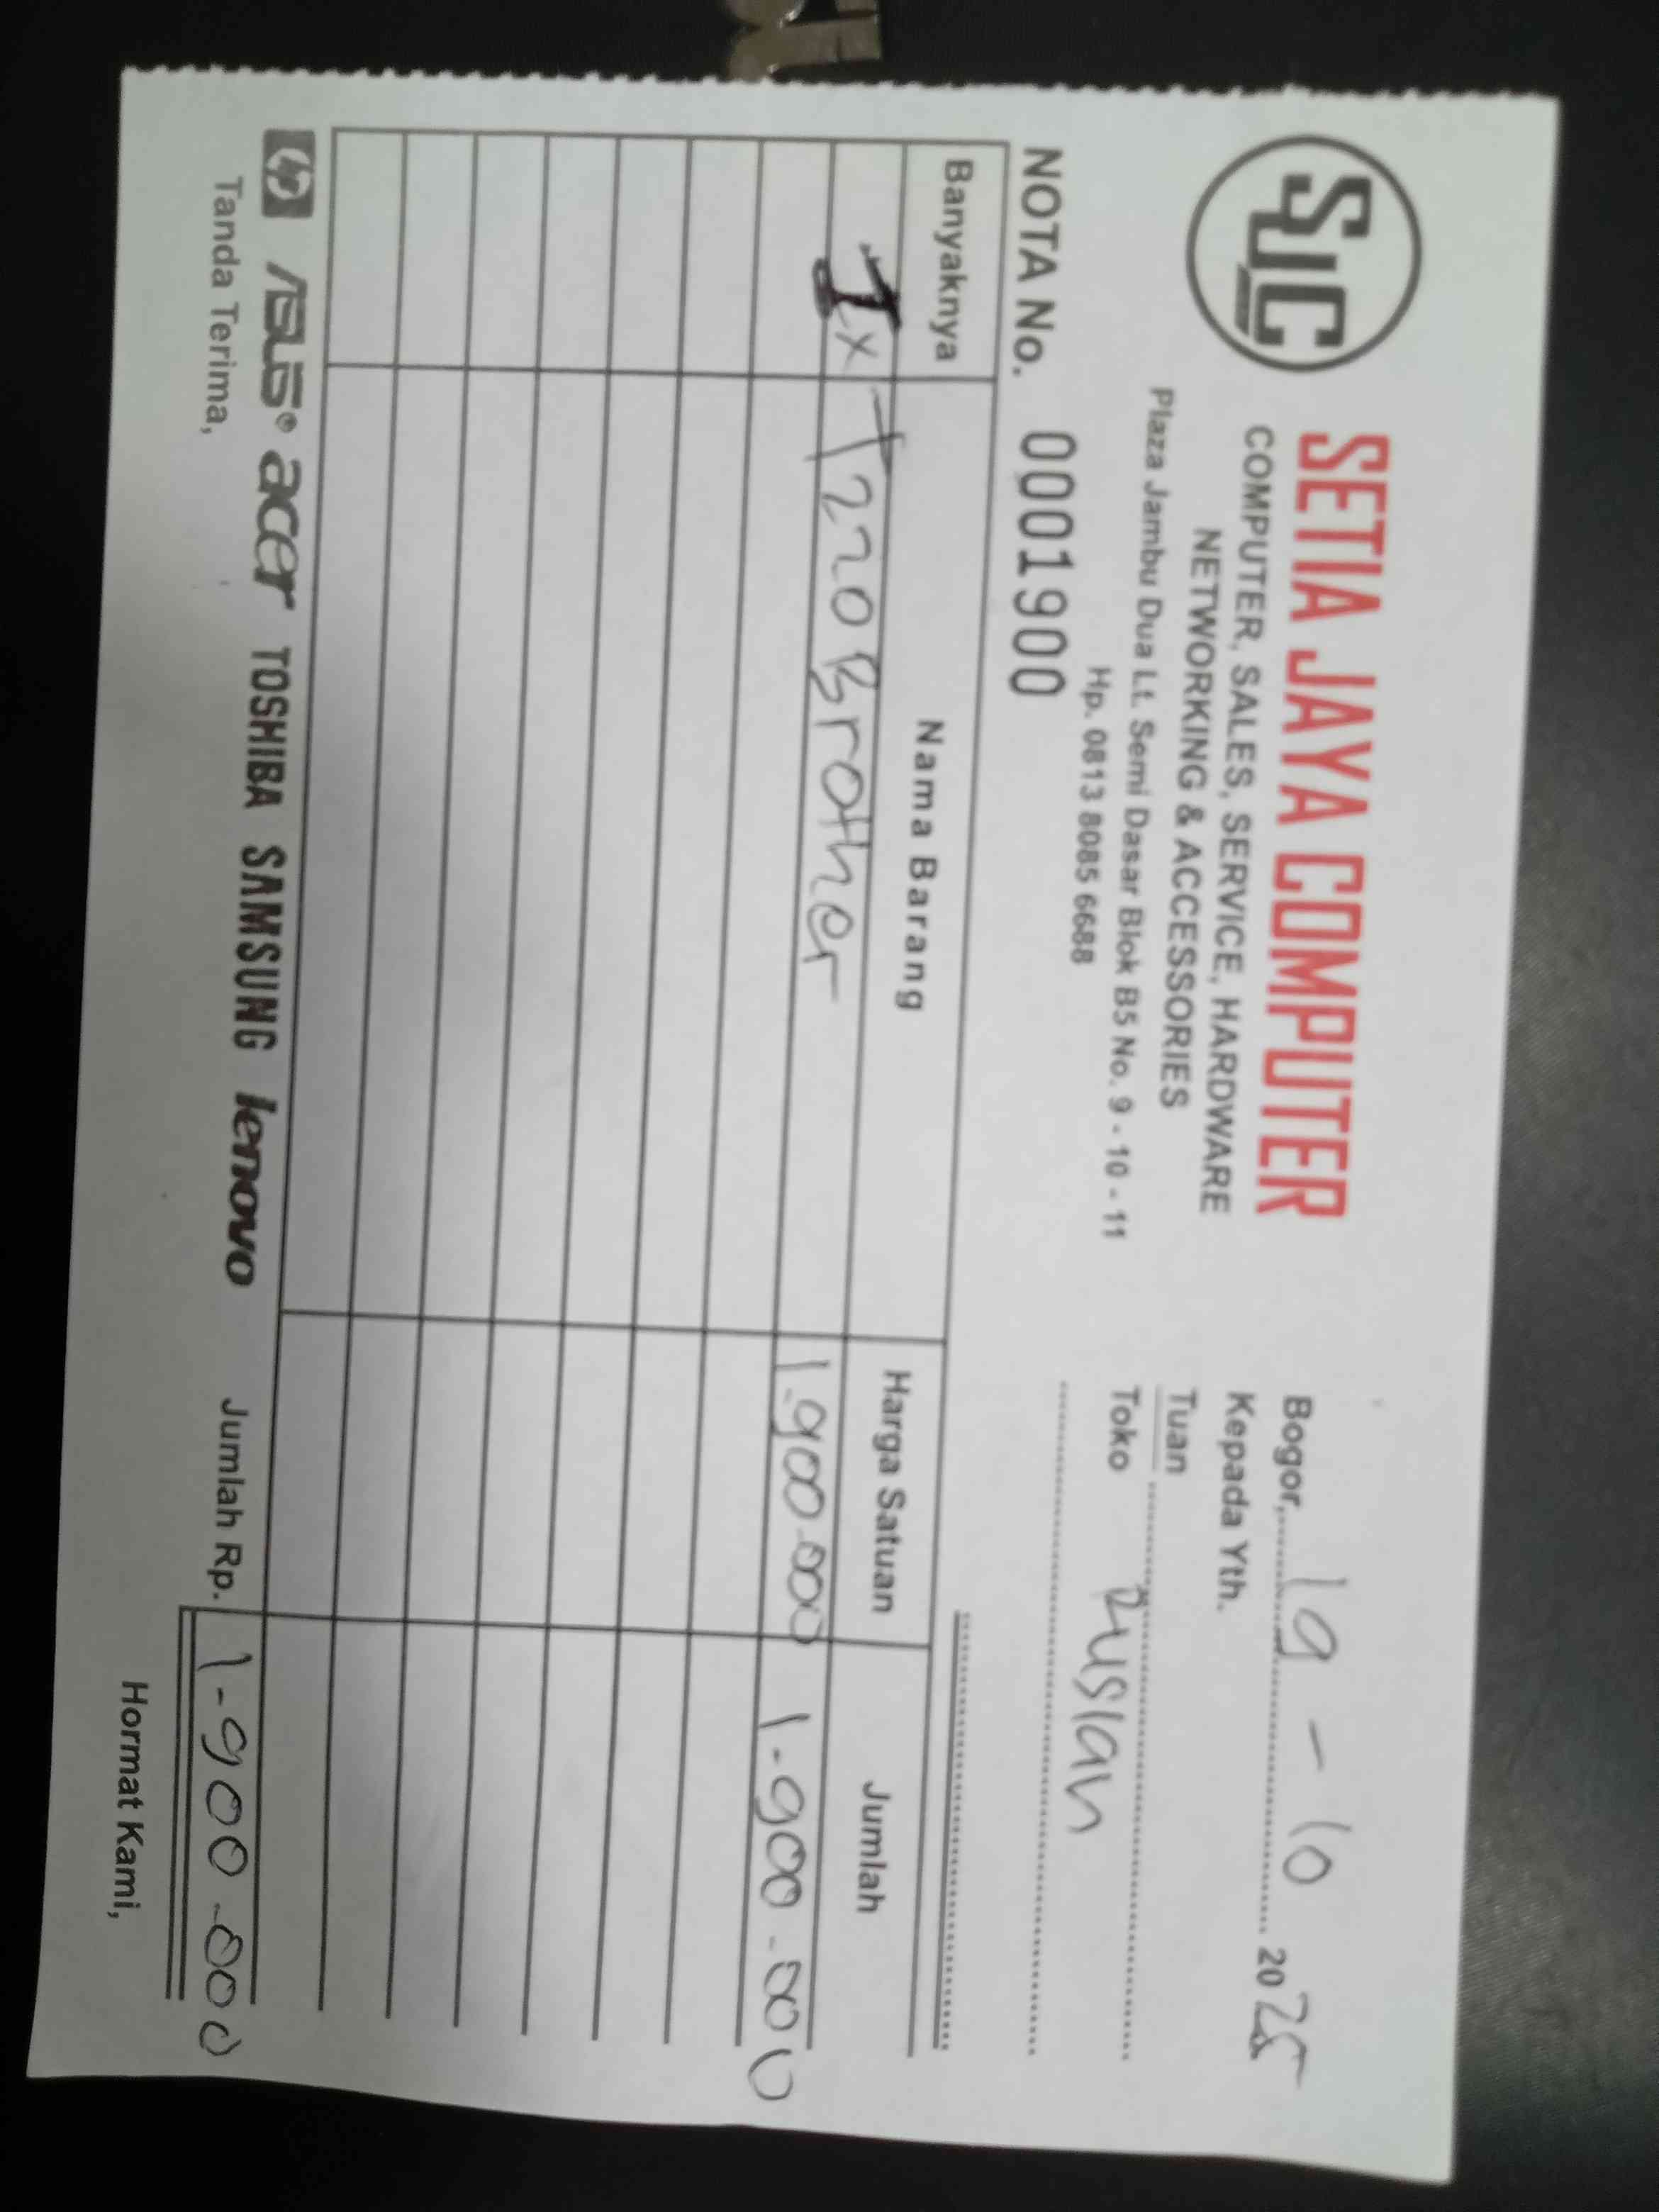 SJC
SETIA JAYA COMPUTER
COMPUTER, SALES, SERVICE, HARDWARE
NETWORKING & ACCESSORIES
Plaza Jambu Dua Lt. Semi Dasar Blok B5 No. 9 - 10 - 11
Hp. 0813 8085 6688
Bogor, 19 - 10 2025
Kepada Yth.
Tuan
Toko Ruslan
NOTA No. 0001900
Banyaknya Nama Barang Harga Satuan Jumlah
1 x T220 Brother 1.900.000 1.900.000
hp ASUS® acer TOSHIBA SAMSUNG lenovo Jumlah Rp. 1.900.000
Tanda Terima, Hormat Kami,